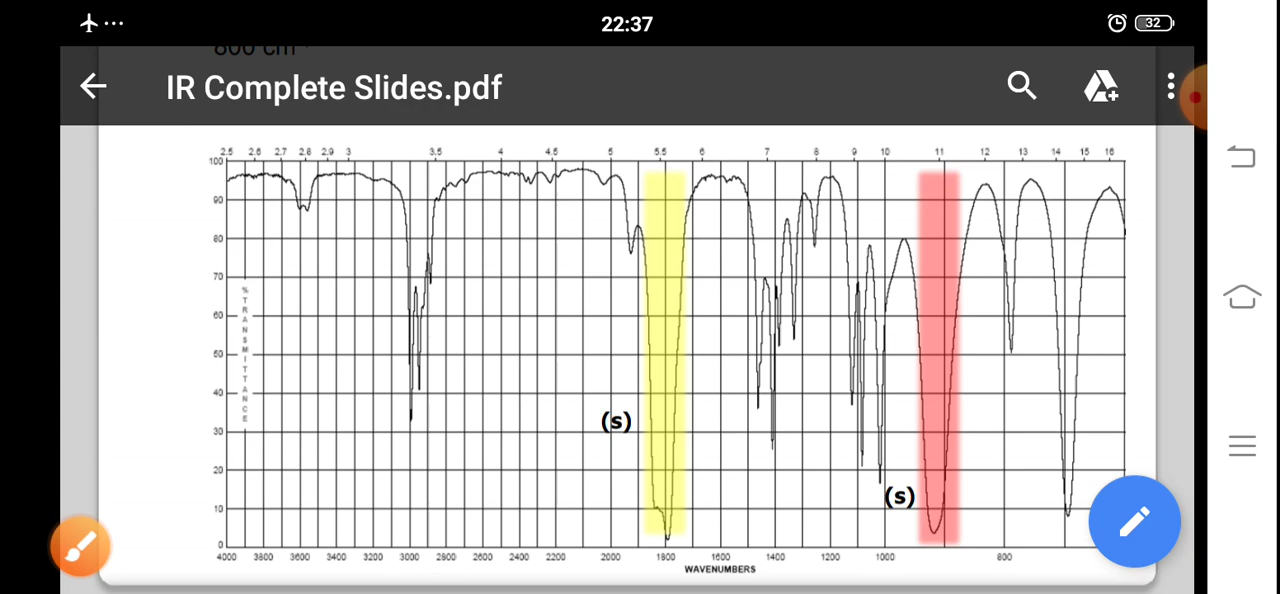 22:37
32
800 cm
IR Complete Slides.pdf
2.5 2.6 2.7 2.8 2.9 3 3.5 4 4.5 5 5.5 6 7 8 9 10 11 12 13 14 15 16
100
90
80
70
60
50
40
30
20
10
0
% TRANSMITTANCE
(s)
(s)
4000 3800 3600 3400 3200 3000 2800 2600 2400 2200 2000 1800 1600 1400 1200 1000 800
WAVENUMBERS